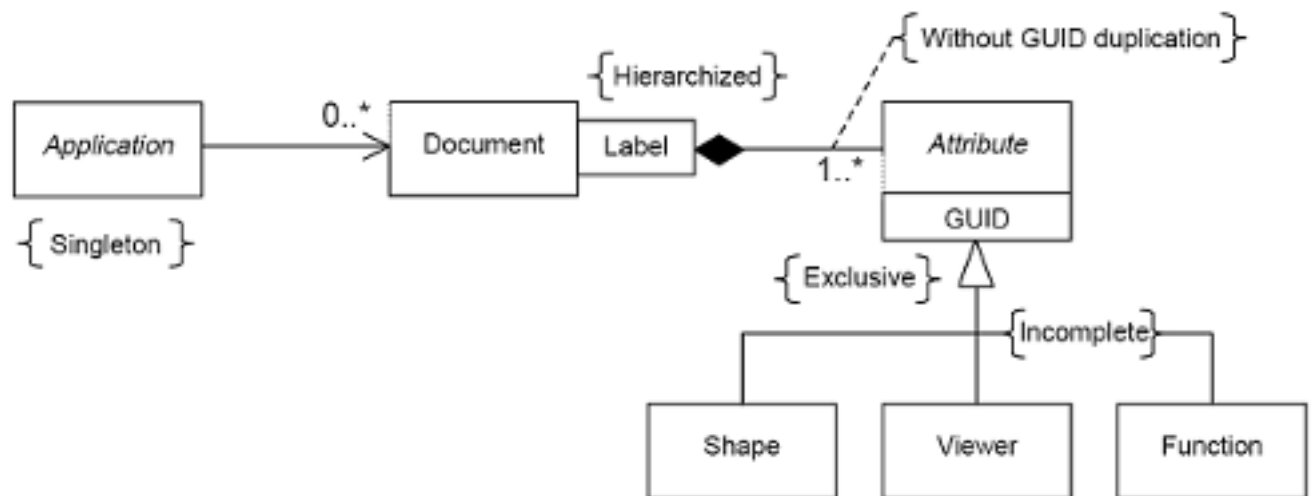 {Without GUID duplication}
{Hierarchized}
0..*
Application
Document
Label
1..*
Attribute
{Singleton}
GUID
{Exclusive}
{Incomplete}
Shape
Viewer
Function